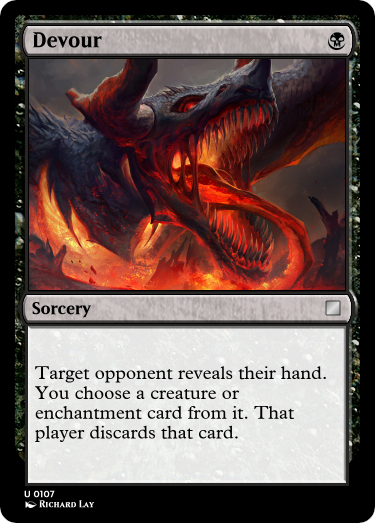 Devour
Sorcery
Target opponent reveals their hand.
You choose a creature or
enchantment card from it. That
player discards that card.
U 0107
Richard Lay